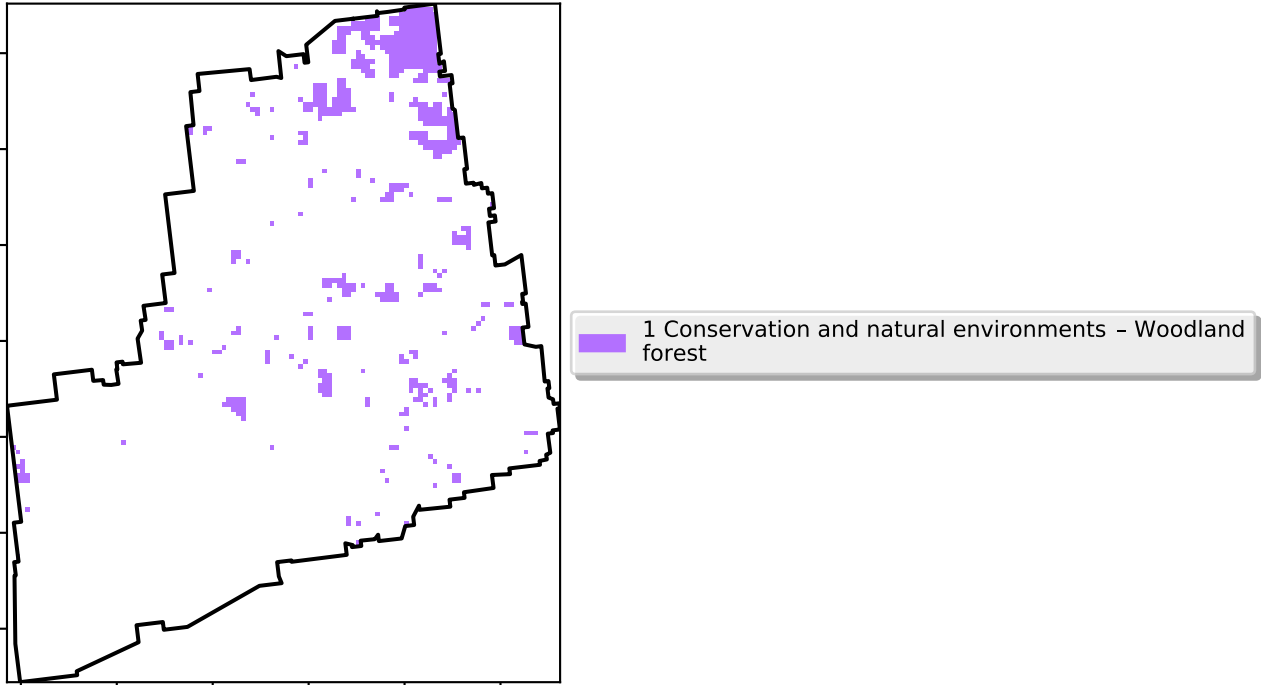 1 Conservation and natural environments – Woodland
forest